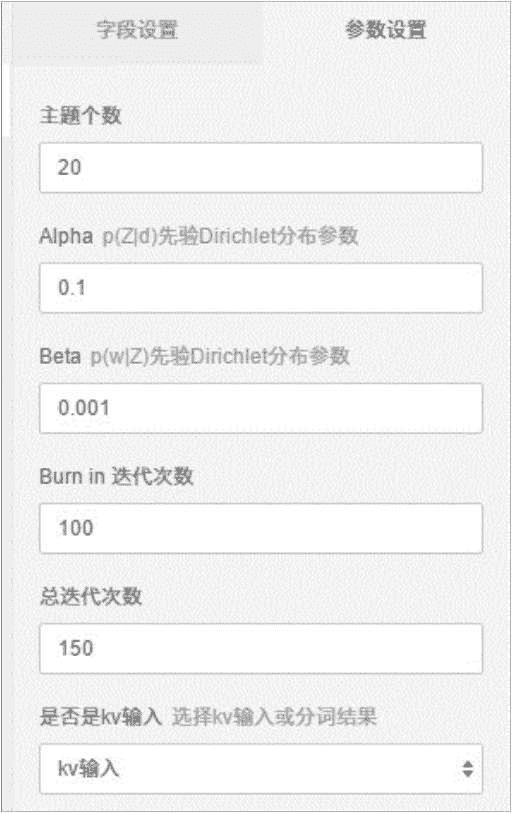 字段设置 参数设置
主题个数
20
Alpha p(Z|d)先验Dirichlet分布参数
0.1
Beta p(w|Z)先验Dirichlet分布参数
0.001
Burn in 迭代次数
100
总迭代次数
150
是否是kv输入 选择kv输入或分词结果
kv输入